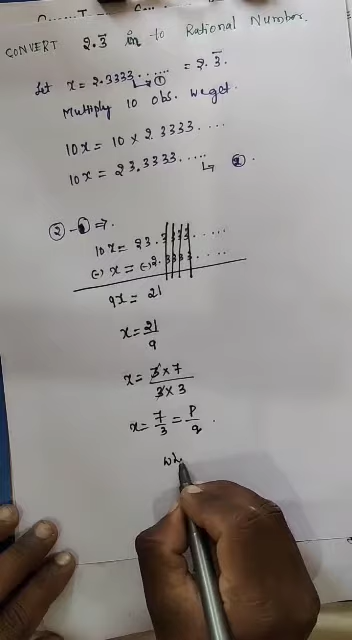 CONVERT 2.3̄ in to Rational Number.
Let x = 2.3333...... = 2.3̄.
↳ ①
Multiply 10 obs. we get.
10x = 10 x 2.3333....
10x = 23.3333.....
↳ ②.
② - ① ⇒.
10x = 23.3333.....
(-) x = (-) 2.3333.....
9x = 21
x = 21/9
x = 3 x 7 / 3 x 3
x = 7/3 = P/q.